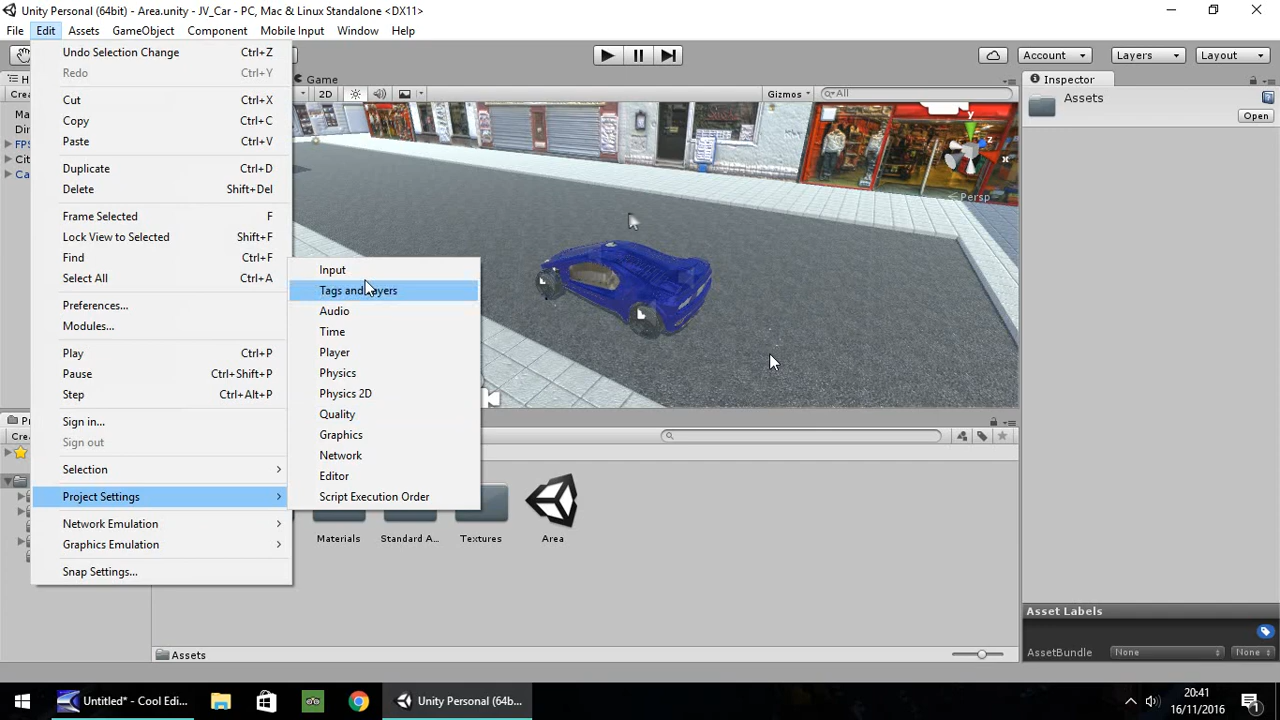 Unity Personal (64bit) - Area.unity - JV_Car - PC, Mac & Linux Standalone <DX11>
File Edit Assets GameObject Component Mobile Input Window Help
Account Layers Layout
Undo Selection Change Ctrl+Z
Redo Ctrl+Y
Cut Ctrl+X
Copy Ctrl+C
Paste Ctrl+V
Duplicate Ctrl+D
Delete Shift+Del
Frame Selected F
Lock View to Selected Shift+F
Find Ctrl+F
Select All Ctrl+A
Preferences...
Modules...
Play Ctrl+P
Pause Ctrl+Shift+P
Step Ctrl+Alt+P
Sign in...
Sign out
Selection
Project Settings
Network Emulation
Graphics Emulation
Snap Settings...
Input
Tags and Layers
Audio
Time
Player
Physics
Physics 2D
Quality
Graphics
Network
Editor
Script Execution Order
Game
2D Gizmos All
y
x
Persp
Inspector
Assets
Open
Materials Standard A... Textures Area
Assets
Asset Labels
AssetBundle None None
Untitled* - Cool Edi... Unity Personal (64b...
20:41
16/11/2016
1